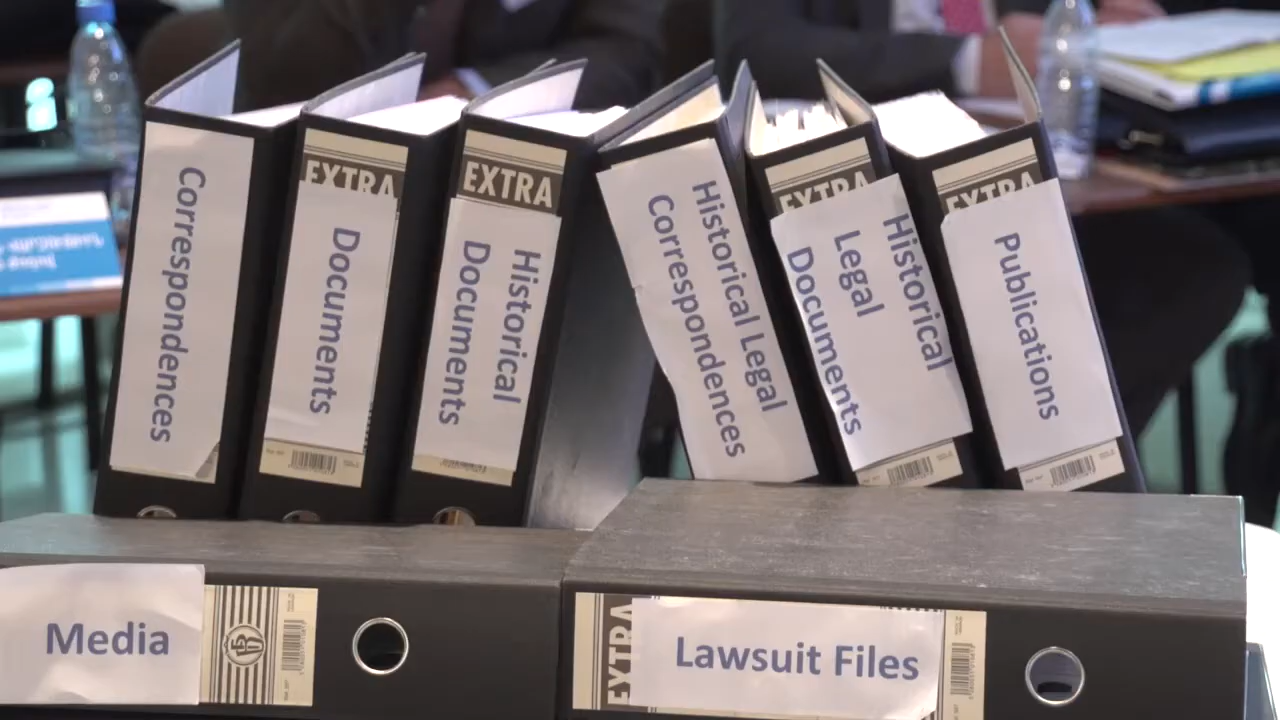 Correspondences
EXTRA
Documents
EXTRA
Historical
Documents
Historical Legal
Correspondences
EXTRA
Historical
Legal
Documents
EXTRA
Publications
Media
EXTRA
Lawsuit Files